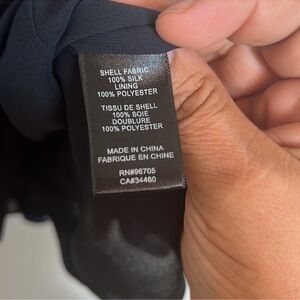 SHELL FABRIC
100% SILK
LINING
100% POLYESTER
TISSU DE SHELL
100% SOIE
DOUBLURE
100% POLYESTER
MADE IN CHINA
FABRIQUE EN CHINE
RN#96705
CA#34460